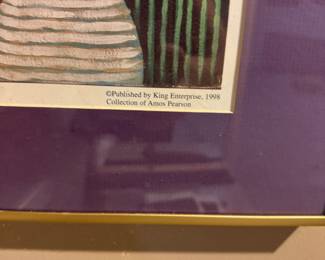 ©Published by King Enterprise, 1998
Collection of Amos Pearson